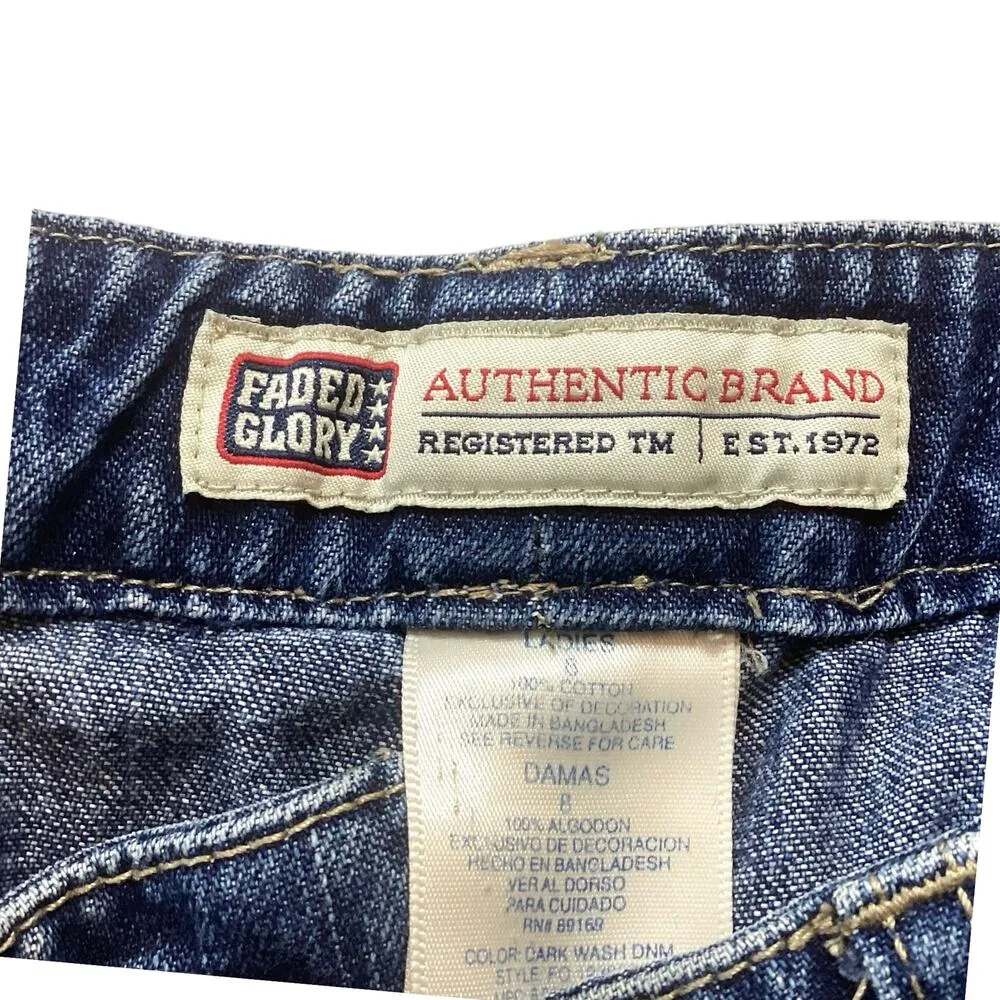 FADED
GLORY
AUTHENTIC BRAND
REGISTERED TM | EST. 1972
LADIES
8
100% COTTON
EXCLUSIVE OF DECORATION
MADE IN BANGLADESH
SEE REVERSE FOR CARE
DAMAS
8
100% ALGODON
EXCLUSIVO DE DECORACION
HECHO EN BANGLADESH
VER AL DORSO
PARA CUIDADO
RN# 89169
COLOR: DARK WASH DNM
STYLE